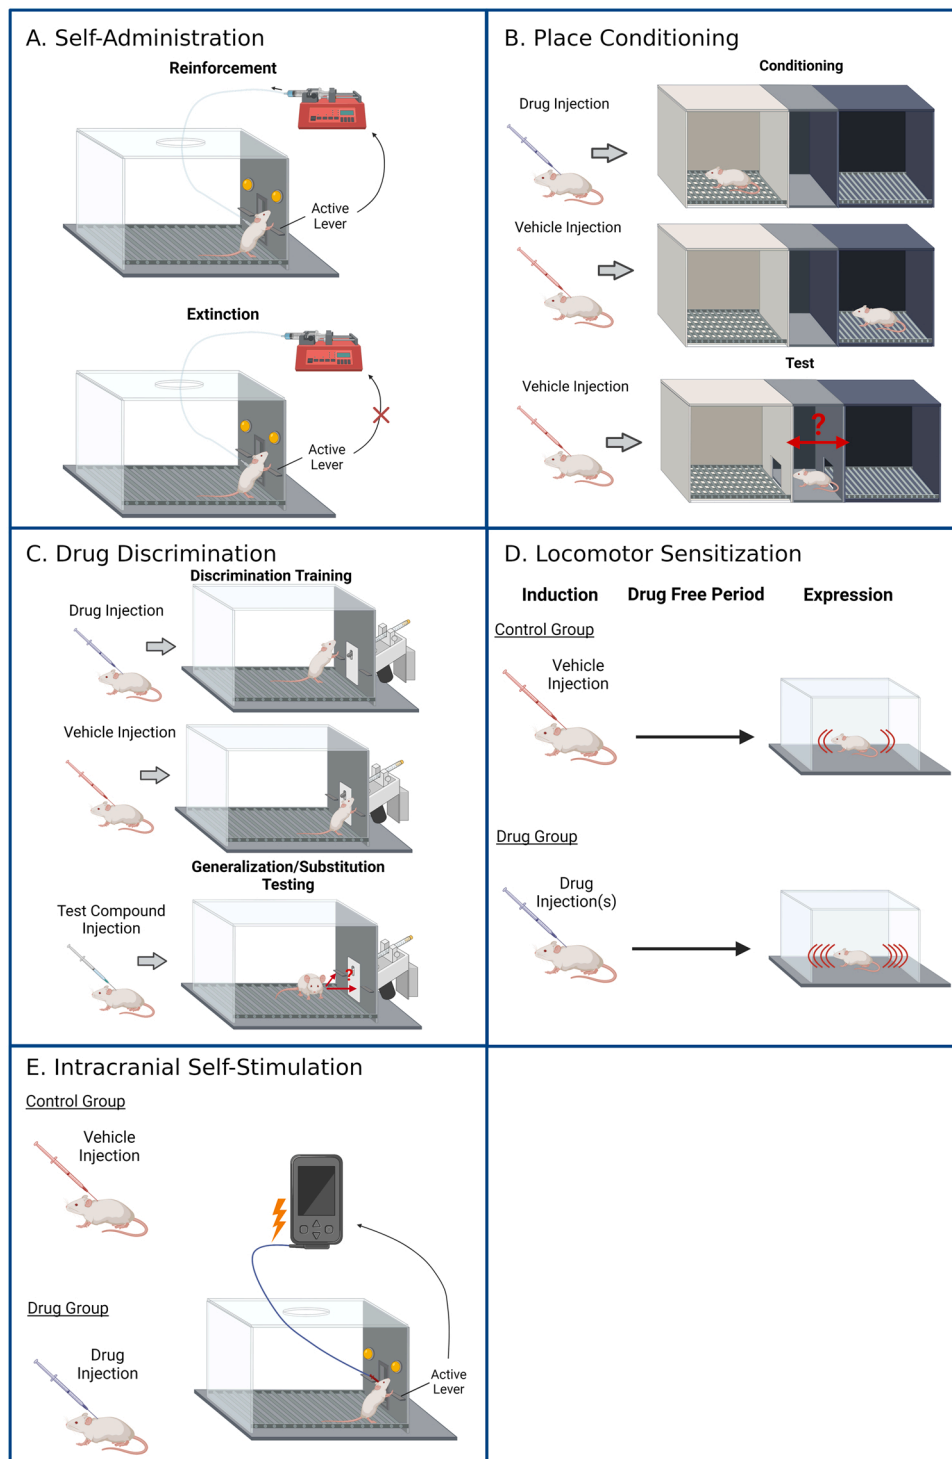 A. Self-Administration
Reinforcement
Active
Lever
Extinction
Active
Lever
B. Place Conditioning
Conditioning
Drug Injection
Vehicle Injection
Test
Vehicle Injection
?
C. Drug Discrimination
Discrimination Training
Drug Injection
Vehicle Injection
Generalization/Substitution
Testing
Test Compound
Injection
?
D. Locomotor Sensitization
Induction Drug Free Period Expression
Control Group
Vehicle
Injection
Drug Group
Drug
Injection(s)
E. Intracranial Self-Stimulation
Control Group
Vehicle
Injection
Drug Group
Drug
Injection
Active
Lever